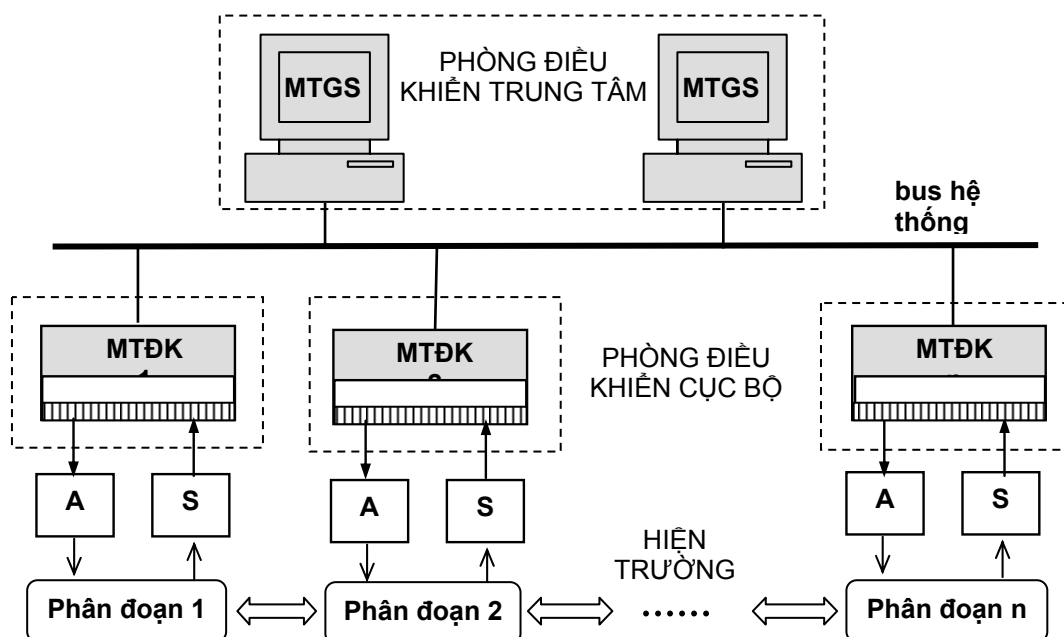 PHÒNG ĐIỀU
KHIỂN TRUNG TÂM
MTGS
MTGS
bus hệ
thống
MTĐK
MTĐK
MTĐK
PHÒNG ĐIỀU
KHIỂN CỤC BỘ
A
S
A
S
A
S
HIỆN
TRƯỜNG
Phân đoạn 1
Phân đoạn 2
......
Phân đoạn n